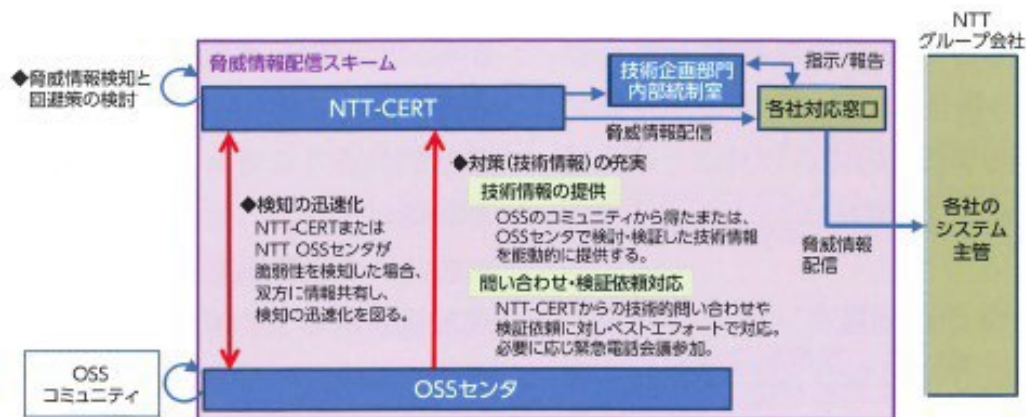 NTT
グループ会社
脅威情報配信スキーム
◆脅威情報検知と
回避策の検討
NTT-CERT
技術企画部門
内部統制室
指示/報告
各社対応窓口
脅威情報配信
◆検知の迅速化
NTT-CERTまたは
NTT OSSセンタが
脆弱性を検知した場合、
双方に情報共有し、
検知の迅速化を図る。
◆対策(技術情報)の充実
技術情報の提供
OSSのコミュニティから得たまたは、
OSSセンタで検討・検証した技術情報
を能動的に提供する。
問い合わせ・検証依頼対応
NTT-CERTからの技術的問い合わせや
検証依頼に対しベストエフォートで対応。
必要に応じ緊急電話会議参加。
脅威情報
配信
各社の
システム
主管
OSS
コミュニティ
OSSセンタ